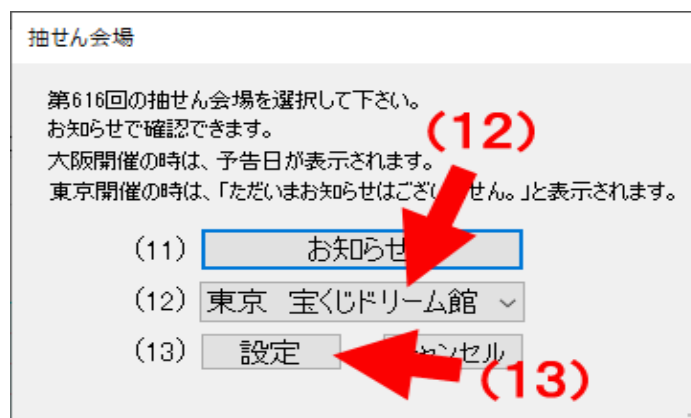 抽せん会場
第616回の抽せん会場を選択して下さい。
お知らせで確認できます。
(12)
大阪開催の時は、予告日が表示されます。
東京開催の時は、「ただいまお知らせはござい せん。」と表示されます。
(11) お知らせ
(12) 東京 宝くじドリーム館
(13) 設定 キャンセル
(13)